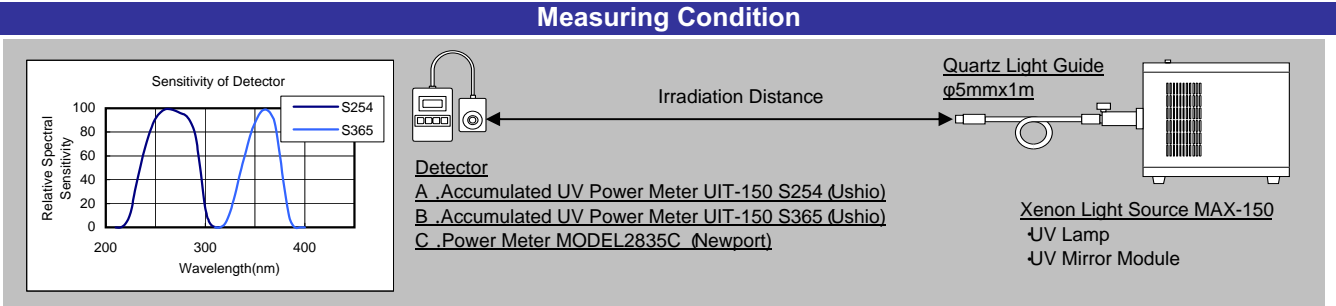 Measuring Condition
Sensitivity of Detector
Relative Spectral
Sensitivity
100
80
60
40
20
0
200
300
400
Wavelength(nm)
S254
S365
Irradiation Distance
Quartz Light Guide
φ5mmx1m
Detector
A .Accumulated UV Power Meter UIT-150 S254 (Ushio)
B .Accumulated UV Power Meter UIT-150 S365 (Ushio)
C .Power Meter MODEL2835C (Newport)
Xenon Light Source MAX-150
・UV Lamp
・UV Mirror Module